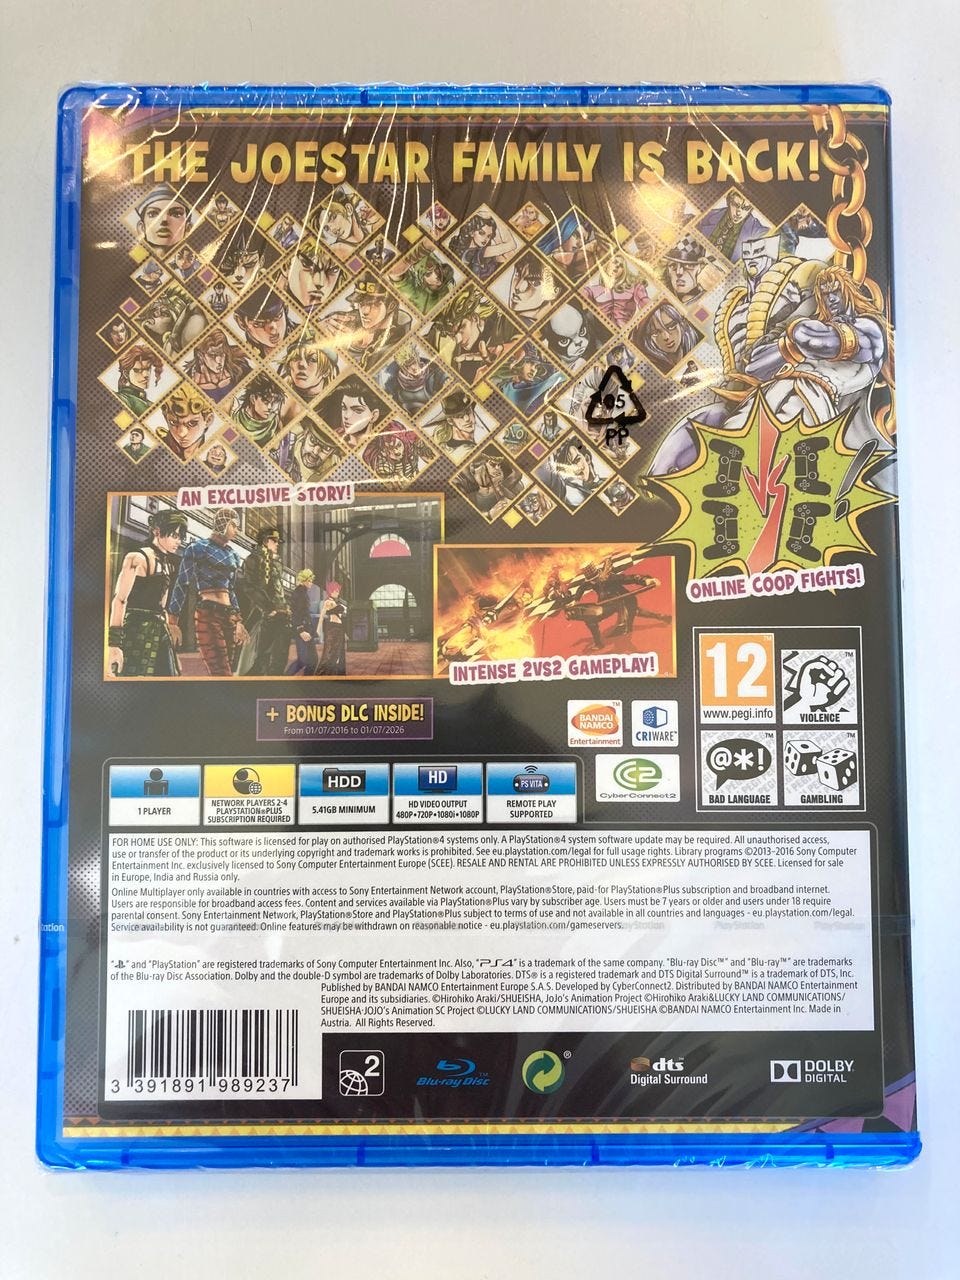 THE JOESTAR FAMILY IS BACK!
05
PP
AN EXCLUSIVE STORY!
VS
!
ONLINE COOP FIGHTS!
INTENSE 2VS2 GAMEPLAY!
+ BONUS DLC INSIDE!
From 01/07/2016 to 01/07/2026
BANDAI
NAMCO
Entertainment
CRIWARE™
CyberConnect2
12
www.pegi.info
VIOLENCE
@*!
BAD LANGUAGE
GAMBLING
1 PLAYER
NETWORK PLAYERS 2-4
PLAYSTATION®PLUS
SUBSCRIPTION REQUIRED
HDD
5.41GB MINIMUM
HD
HD VIDEO OUTPUT
480P•720P•1080i•1080P
PS VITA
REMOTE PLAY
SUPPORTED
FOR HOME USE ONLY: This software is licensed for play on authorised PlayStation®4 systems only. A PlayStation®4 system software update may be required. All unauthorised access,
use or transfer of the product or its underlying copyright and trademark works is prohibited. See eu.playstation.com/legal for full usage rights. Library programs ©2013-2016 Sony Computer
Entertainment Inc. exclusively licensed to Sony Computer Entertainment Europe (SCEE). RESALE AND RENTAL ARE PROHIBITED UNLESS EXPRESSLY AUTHORISED BY SCEE. Licensed for sale
in Europe, India and Russia only.
Online Multiplayer only available in countries with access to Sony Entertainment Network account, PlayStation®Store, paid-for PlayStation®Plus subscription and broadband internet.
Users are responsible for broadband access fees. Content and services available via PlayStation®Plus vary by subscriber age. Users must be 7 years or older and users under 18 require
parental consent. Sony Entertainment Network, PlayStation®Store and PlayStation®Plus subject to terms of use and not available in all countries and languages - eu.playstation.com/legal.
Service availability is not guaranteed. Online features may be withdrawn on reasonable notice - eu.playstation.com/gameservers.
" " and "PlayStation" are registered trademarks of Sony Computer Entertainment Inc. Also, "PS4" is a trademark of the same company. "Blu-ray Disc™" and "Blu-ray™" are trademarks
of the Blu-ray Disc Association. Dolby and the double-D symbol are trademarks of Dolby Laboratories. DTS® is a registered trademark and DTS Digital Surround™ is a trademark of DTS, Inc.
Published by BANDAI NAMCO Entertainment Europe S.A.S. Developed by CyberConnect2. Distributed by BANDAI NAMCO Entertainment
Europe and its subsidiaries. ©Hirohiko Araki/SHUEISHA, JoJo's Animation Project ©Hirohiko Araki&LUCKY LAND COMMUNICATIONS/
SHUEISHA·JOJO's Animation SC Project ©LUCKY LAND COMMUNICATIONS/SHUEISHA ©BANDAI NAMCO Entertainment Inc. Made in
Austria. All Rights Reserved.
3 391891 989237
2
Blu-ray Disc™
®
dts™
Digital Surround
DOLBY
DIGITAL